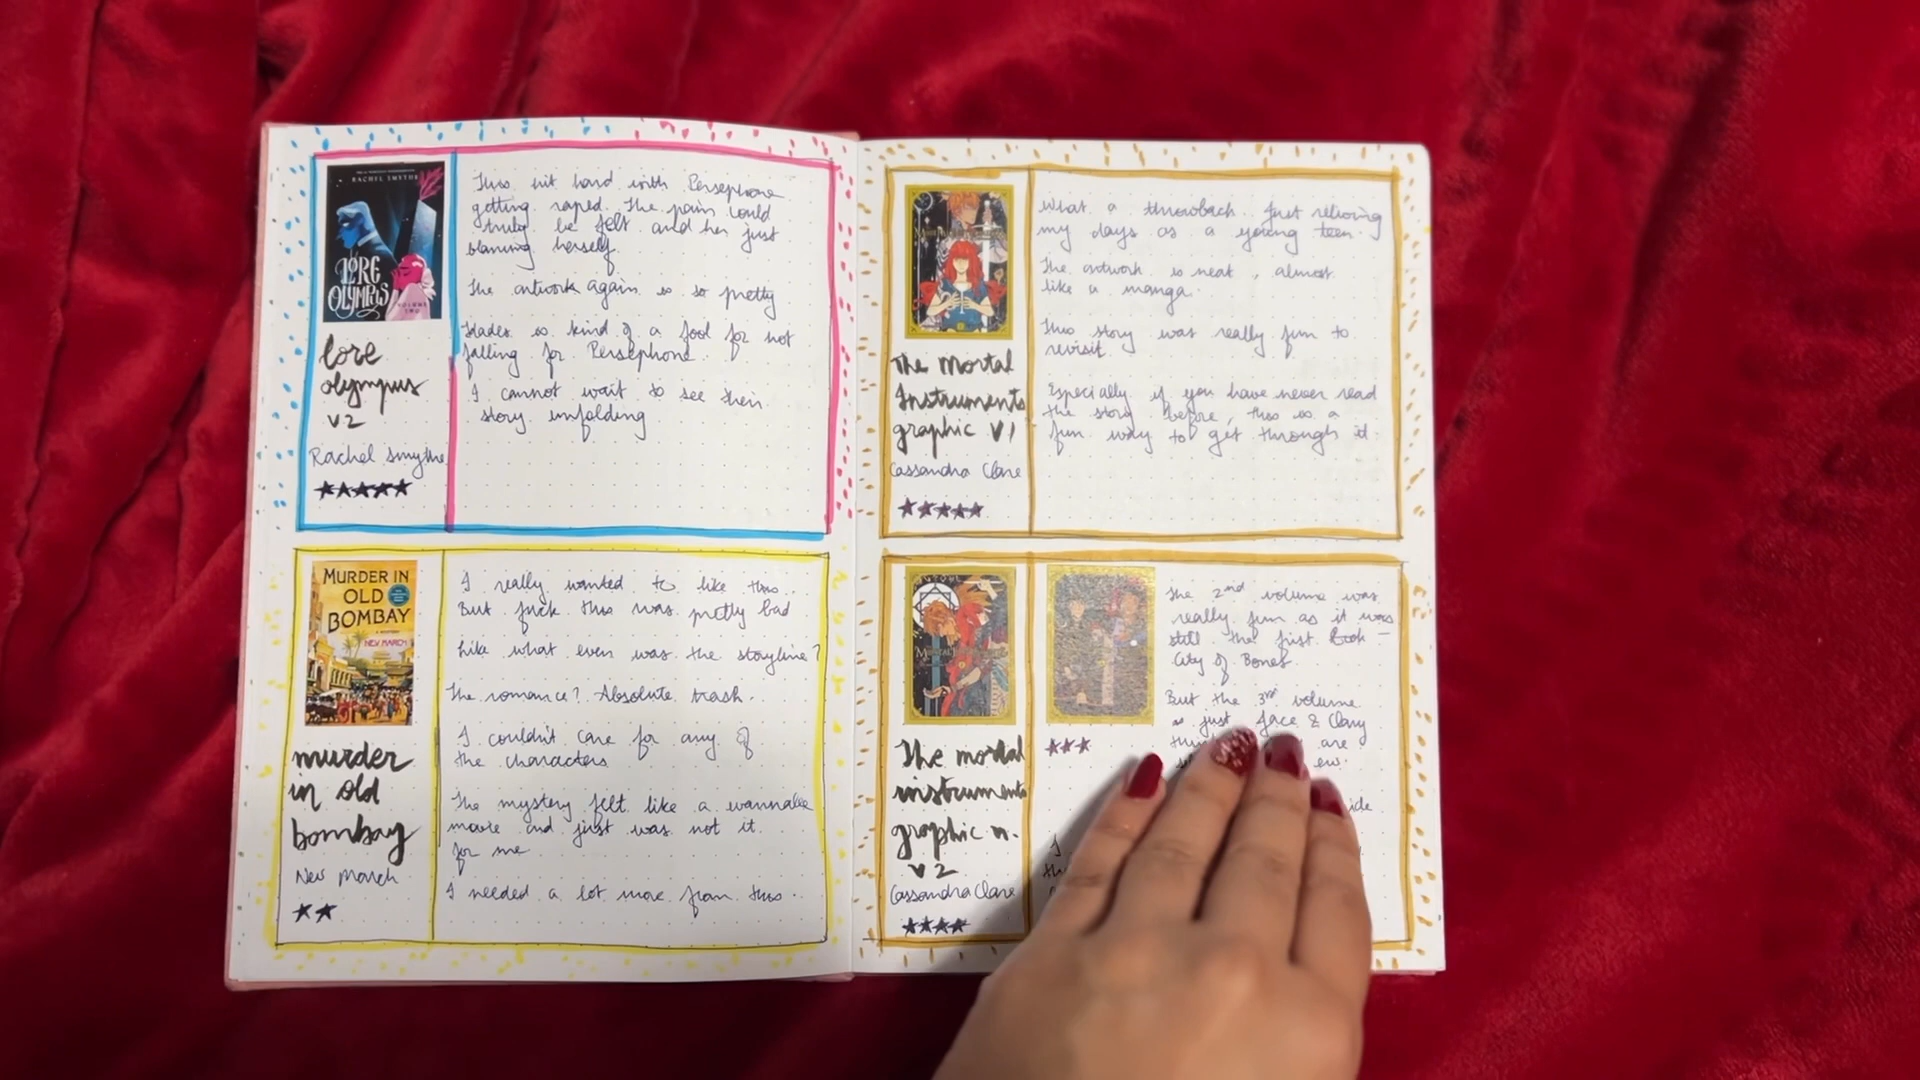 RACHEL SMYTHE
LORE
OLYMPUS
VOLUME
TWO
lore
olympus
v2
Rachel Smythe
This hit hard with Persephone
getting raped. The pain could
truly be felt and her just
blaming herself
The artwork again is so pretty
Hades is kind of a fool for not
falling for Persephone
I cannot wait to see their
story unfolding
MURDER IN
OLD
BOMBAY
A MYSTERY
NEV MARCH
murder
in old
bombay
Nev March
I really wanted to like this..
But fuck this was pretty bad
Like what even was the storyline?
The romance? Absolute trash.
I couldn't care for any of
the characters
The mystery felt like a wannabe
movie and just was not it
for me
I needed a lot more from this.
The Mortal
Instruments
graphic V1
Cassandra Clare
What a throwback. Just reliving
my days as a young teen.
The artwork is neat, almost
like a manga.
This story was really fun to
revisit
Especially if you have never read
the story before, this is a
fun way to get through it.
The mortal
instruments
graphic n.
v2
Cassandra Clare
The 2nd volume was
really fun as it was
still the first Book -
City of Bones
But the 3rd volume
is just Jace & Clary
are
ew.
ide
I